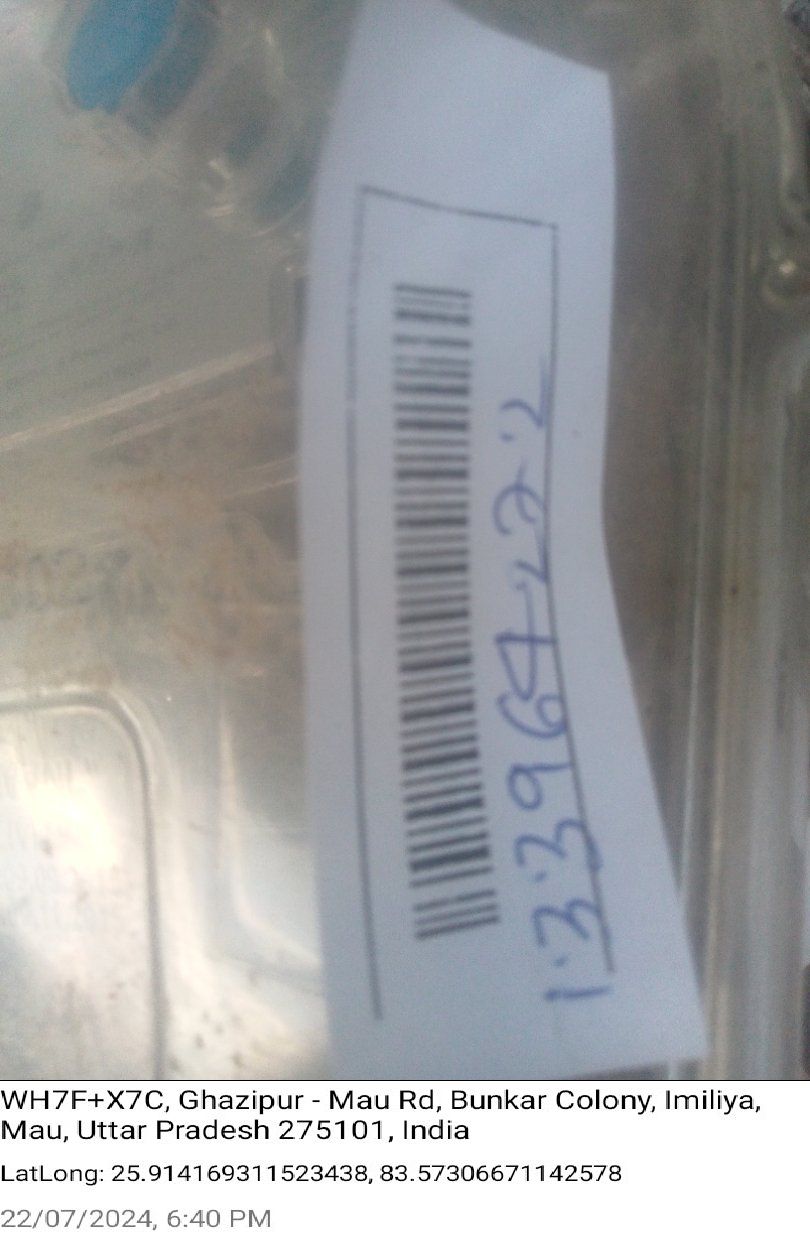 133964272
WH7F+X7C, Ghazipur - Mau Rd, Bunkar Colony, Imiliya,
Mau, Uttar Pradesh 275101, India
LatLong: 25.914169311523438, 83.57306671142578
22/07/2024, 6:40 PM